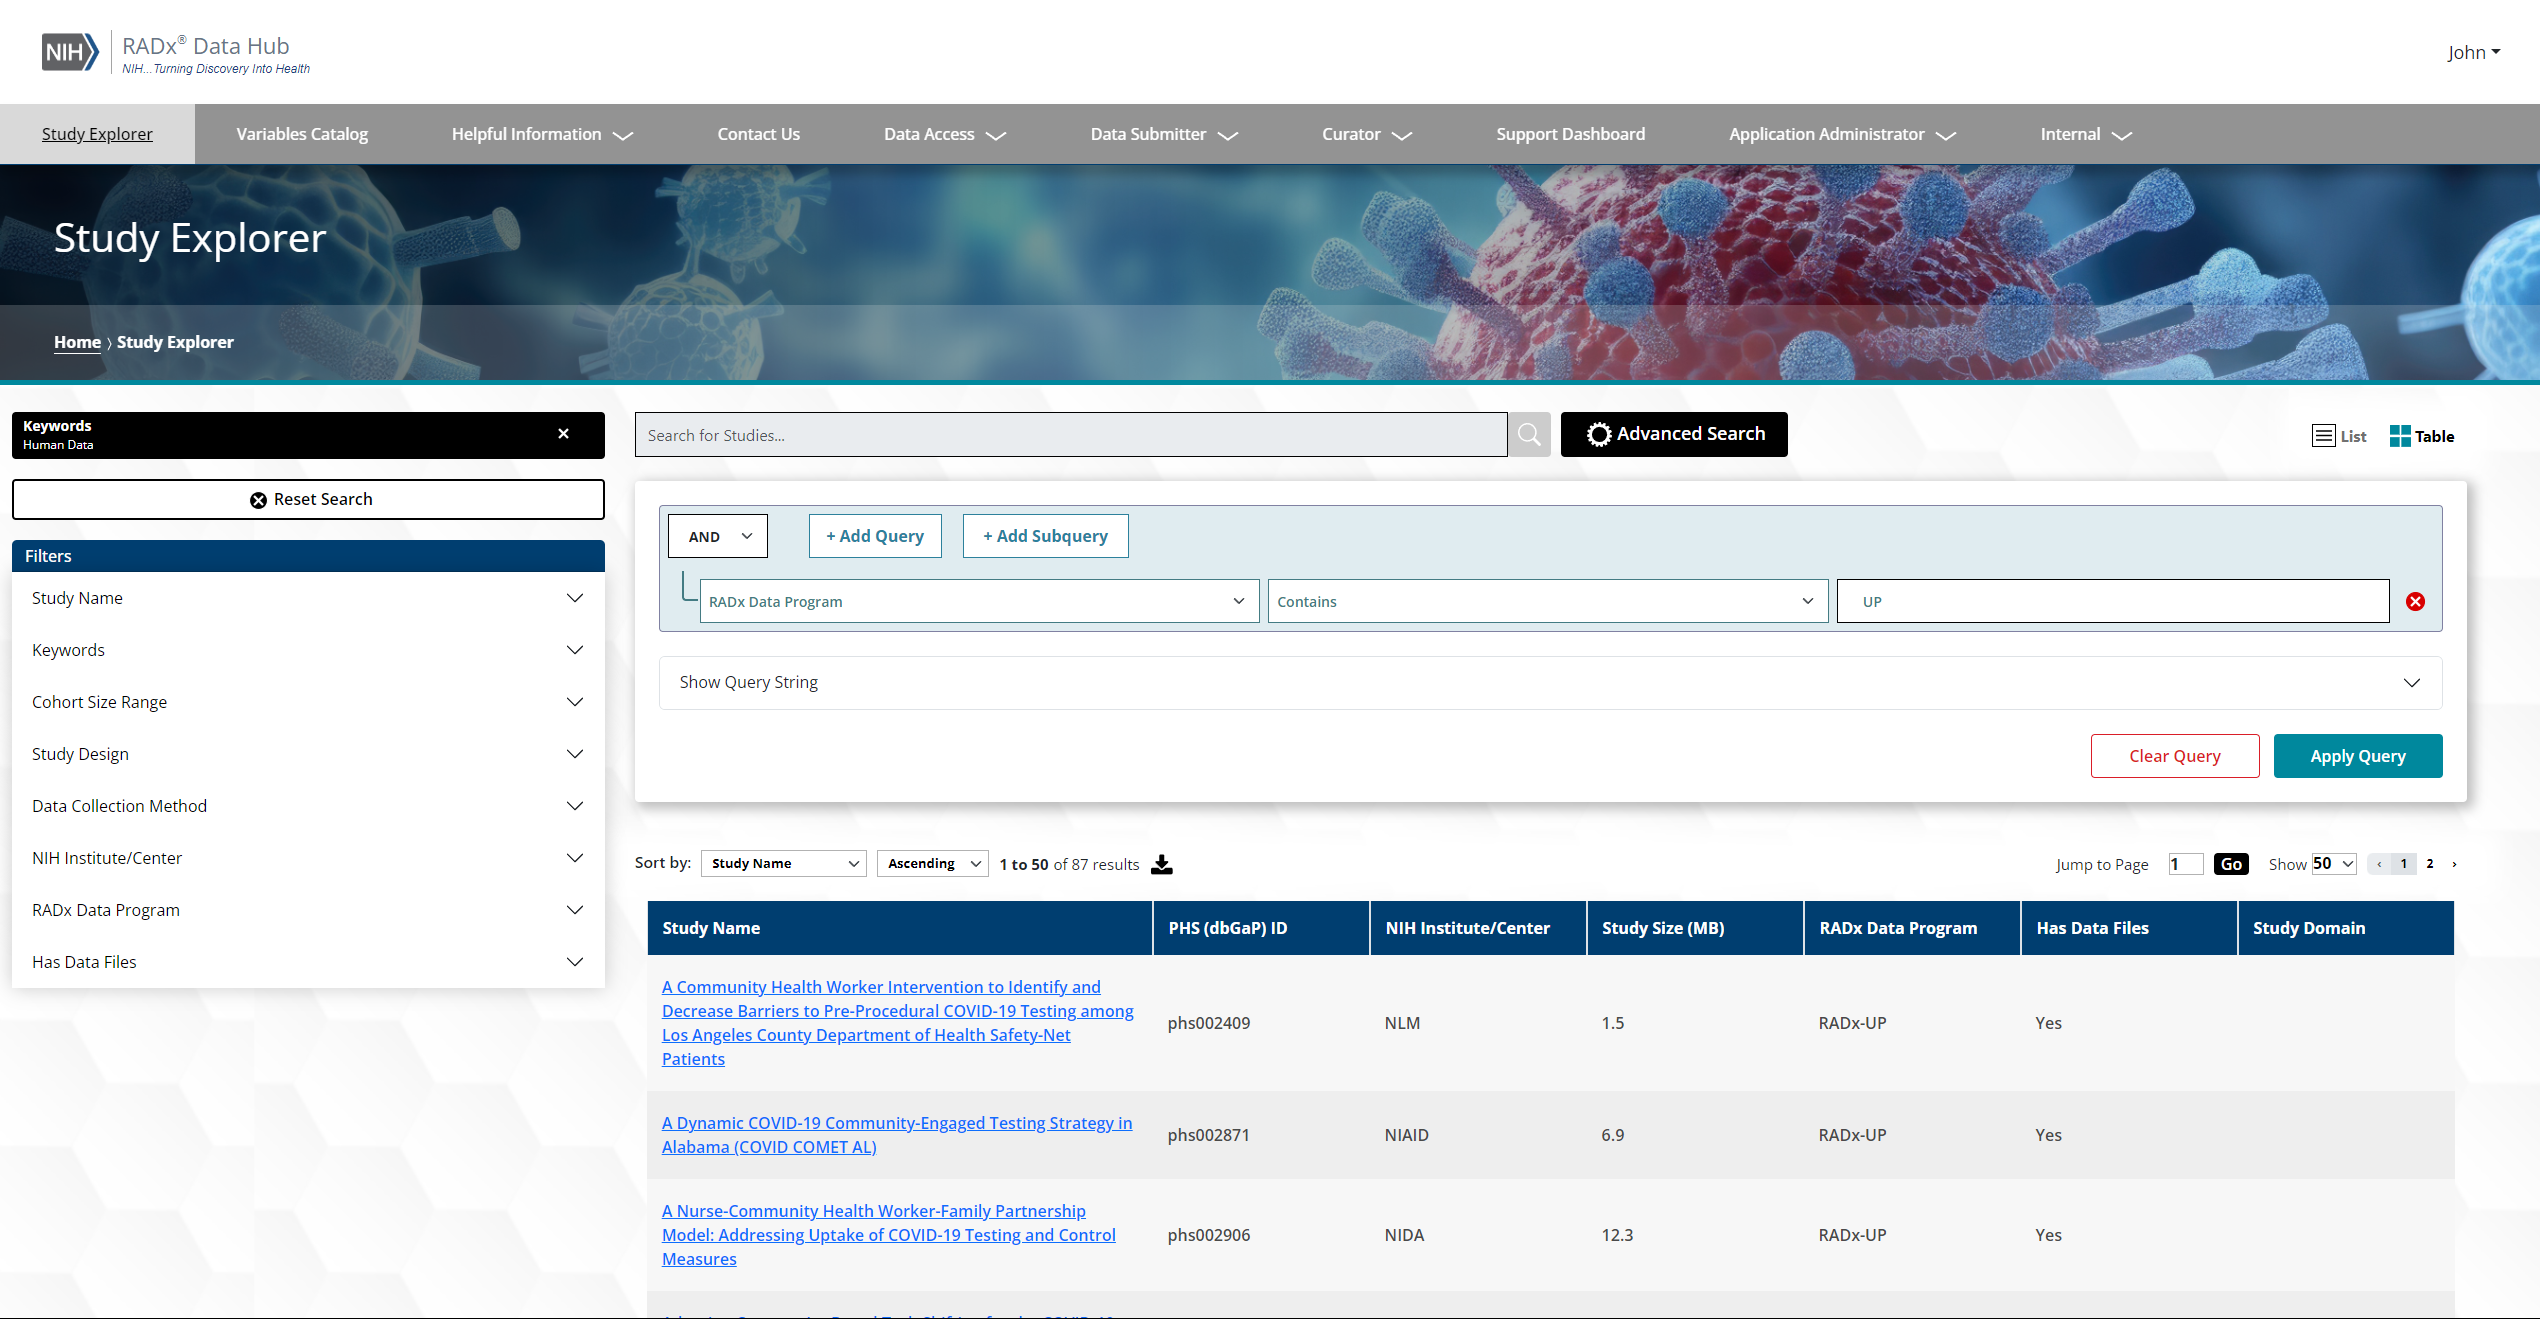 NIH
RADx® Data Hub
NIH...Turning Discovery Into Health
John
Study Explorer
Variables Catalog
Helpful Information
Contact Us
Data Access
Data Submitter
Curator
Support Dashboard
Application Administrator
Internal
Study Explorer
Home › Study Explorer
Keywords
Human Data
Reset Search
Filters
Study Name
Keywords
Cohort Size Range
Study Design
Data Collection Method
NIH Institute/Center
RADx Data Program
Has Data Files
Search for Studies...
Advanced Search
List
Table
AND
+ Add Query
+ Add Subquery
RADx Data Program
Contains
UP
Show Query String
Clear Query
Apply Query
Sort by:
Study Name
Ascending
1 to 50 of 87 results
Jump to Page
1
Go
Show
50
‹ 1 2 ›
Study Name
PHS (dbGaP) ID
NIH Institute/Center
Study Size (MB)
RADx Data Program
Has Data Files
Study Domain
A Community Health Worker Intervention to Identify and
Decrease Barriers to Pre-Procedural COVID-19 Testing among
Los Angeles County Department of Health Safety-Net
Patients
phs002409
NLM
1.5
RADx-UP
Yes
A Dynamic COVID-19 Community-Engaged Testing Strategy in
Alabama (COVID COMET AL)
phs002871
NIAID
6.9
RADx-UP
Yes
A Nurse-Community Health Worker-Family Partnership
Model: Addressing Uptake of COVID-19 Testing and Control
Measures
phs002906
NIDA
12.3
RADx-UP
Yes